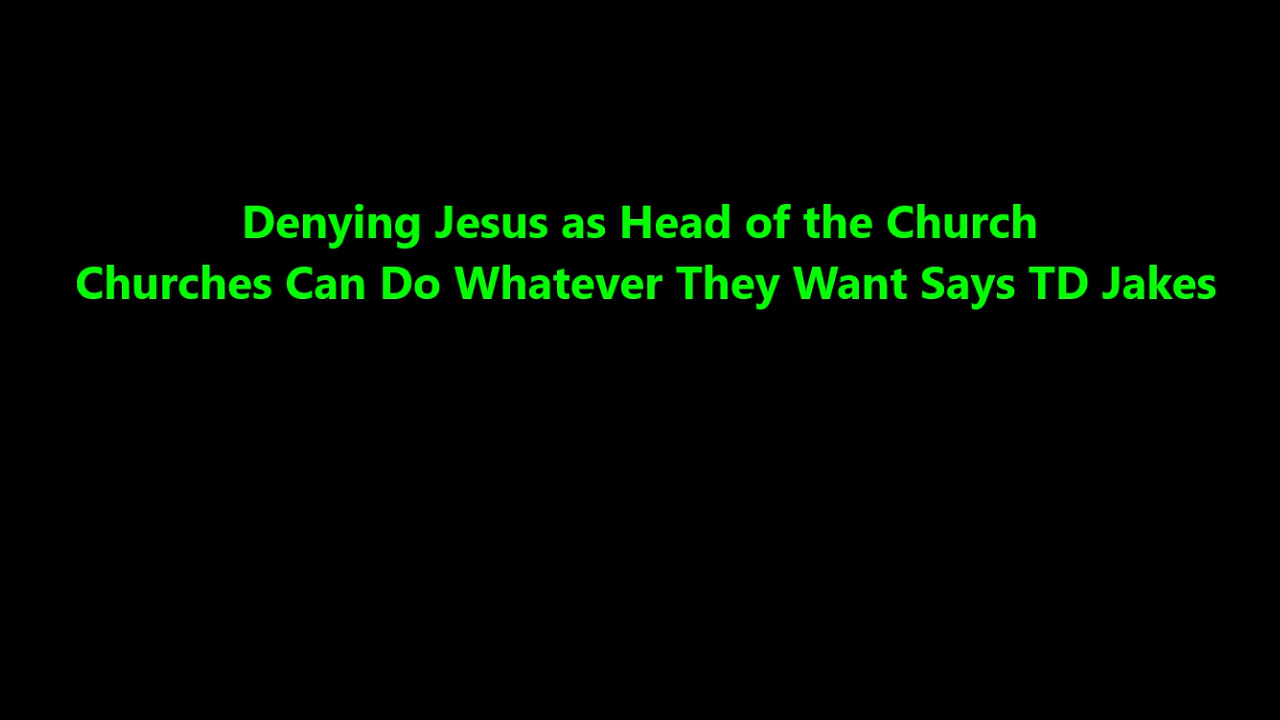 Denying Jesus as Head of the Church
Churches Can Do Whatever They Want Says TD Jakes